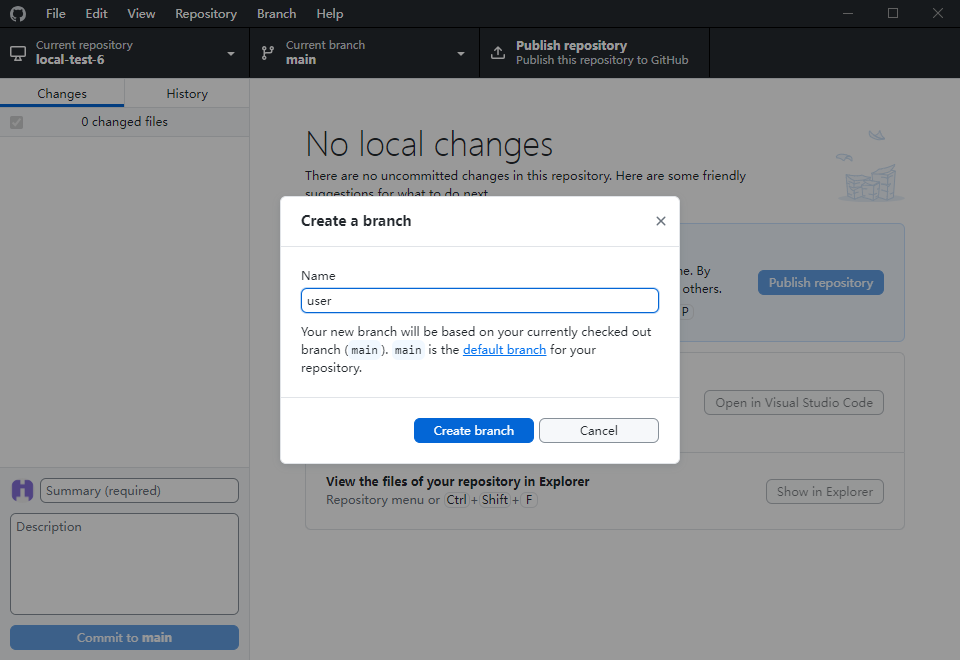 File Edit View Repository Branch Help
Current repository
local-test-6
Current branch
main
Publish repository
Publish this repository to GitHub
Changes
History
0 changed files
No local changes
There are no uncommitted changes in this repository. Here are some friendly
suggestions for what to do next.
Create a branch
Name
user
Your new branch will be based on your currently checked out
branch (main). main is the default branch for your
repository.
Create branch
Cancel
By
others.
P
Publish repository
Open in Visual Studio Code
View the files of your repository in Explorer
Repository menu or Ctrl + Shift + F
Show in Explorer
Summary (required)
Description
Commit to main